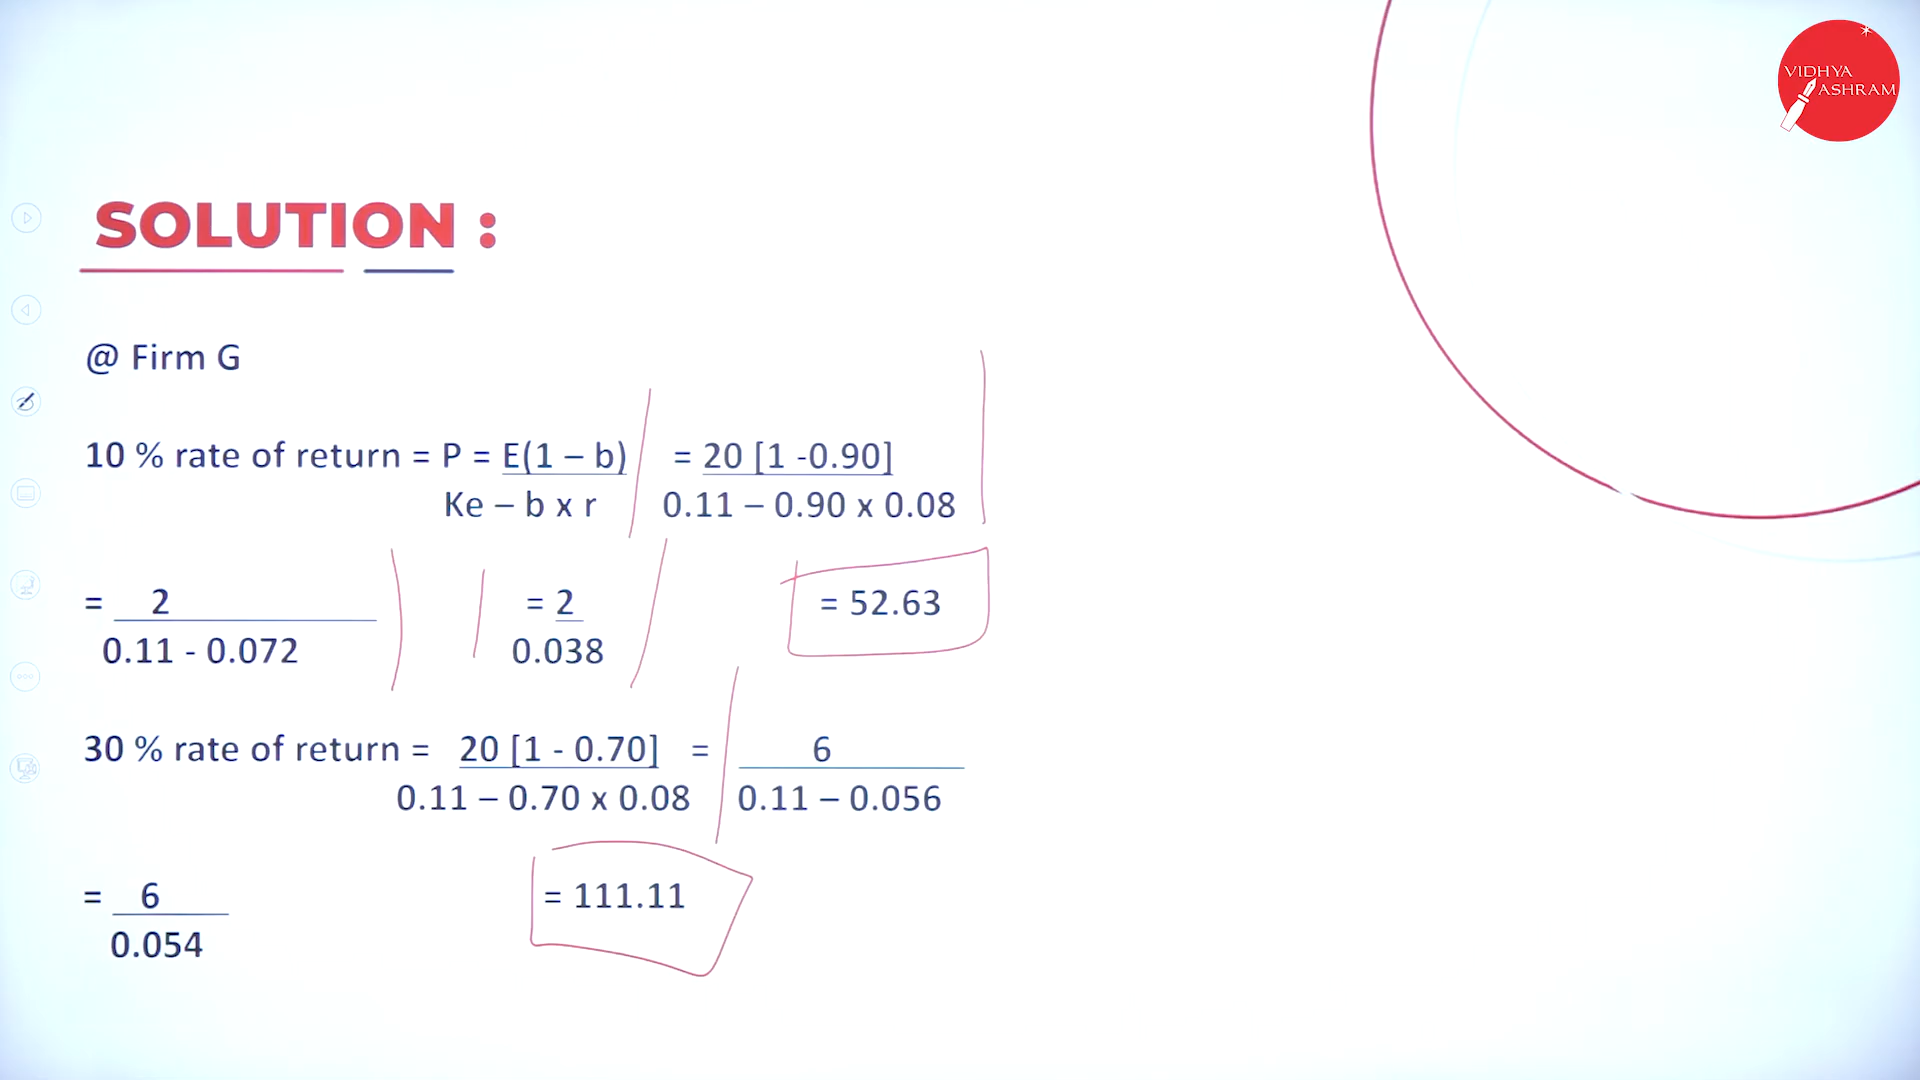 VIDHYA
ASHRAM
SOLUTION :
@ Firm G
10 % rate of return = P = E(1 – b) = 20 [1 -0.90]
Ke – b x r 0.11 – 0.90 x 0.08
= 2 = 2 = 52.63
0.11 - 0.072 0.038
30 % rate of return = 20 [1 - 0.70] = 6
0.11 – 0.70 x 0.08 0.11 – 0.056
= 6 = 111.11
0.054